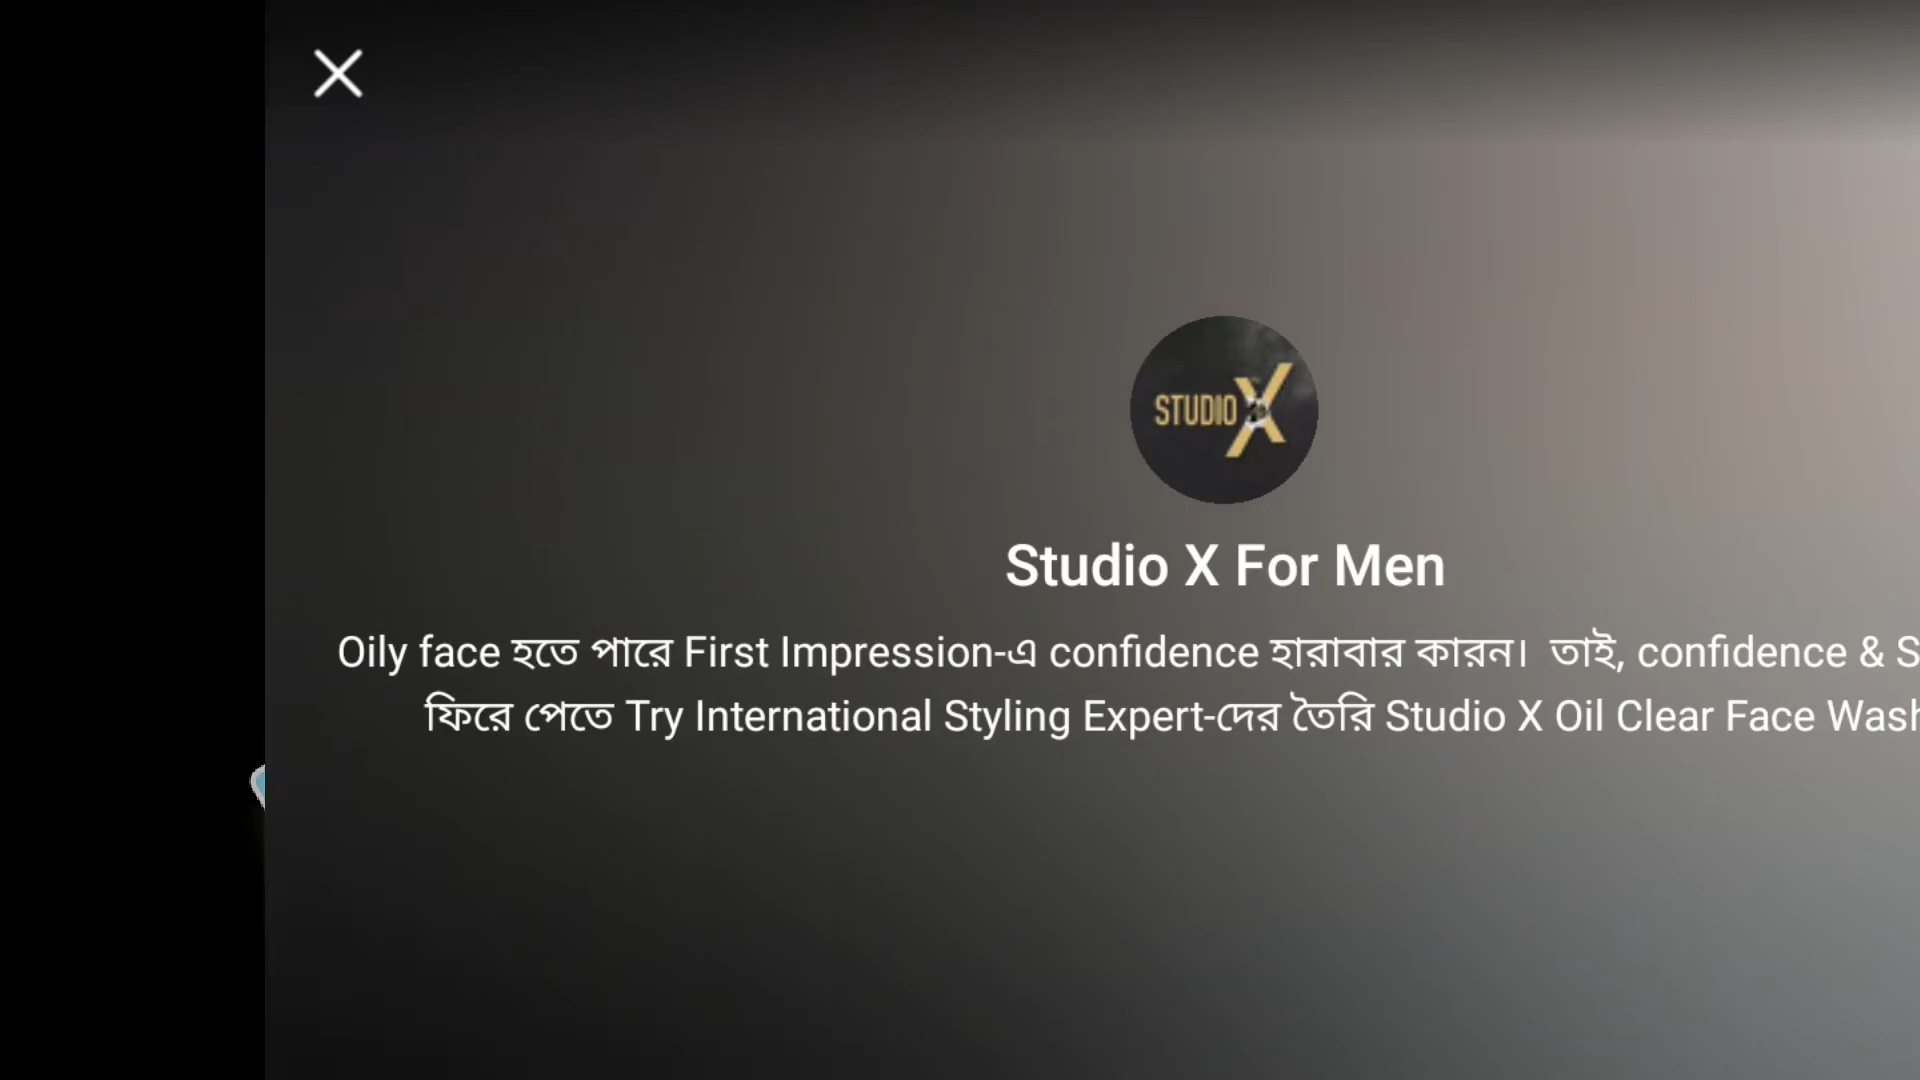 STUDIO X
Studio X For Men
Oily face হতে পারে First Impression-এ confidence হারাবার কারন। তাই, confidence & S
ফিরে পেতে Try International Styling Expert-দের তৈরি Studio X Oil Clear Face Wash